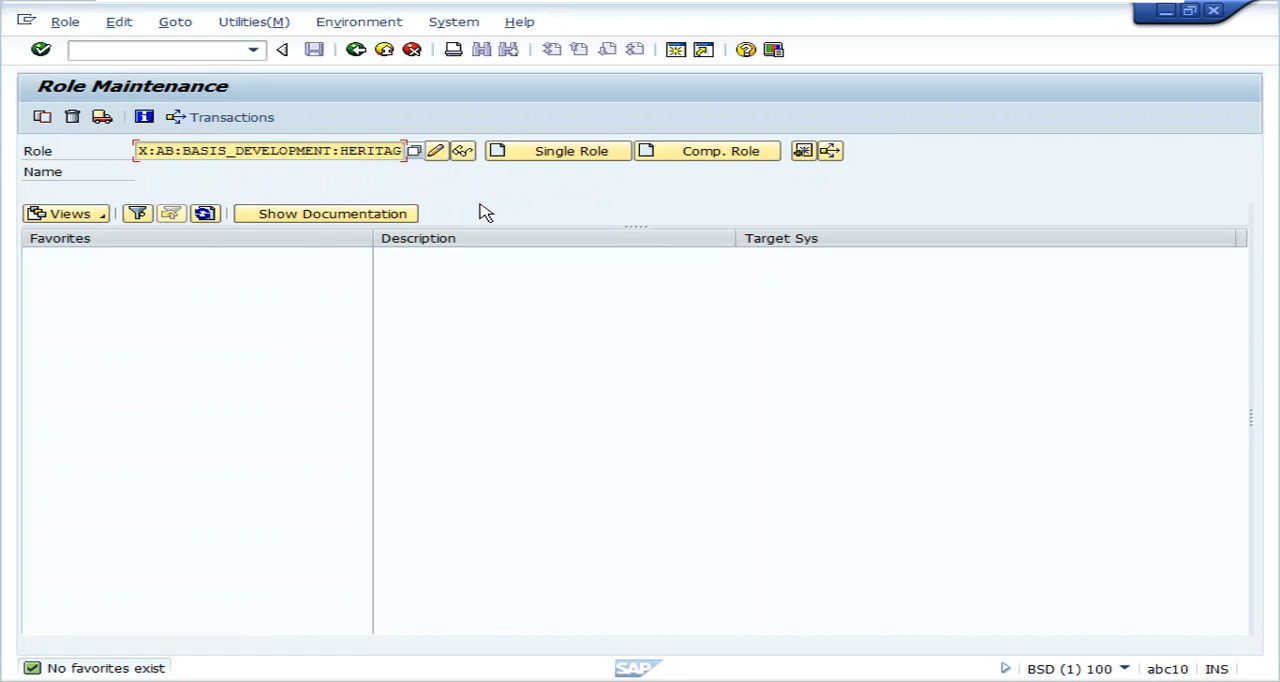 Role Edit Goto Utilities(M) Environment System Help
Role Maintenance
Transactions
Role X:AB:BASIS_DEVELOPMENT:HERITAG Single Role Comp. Role
Name
Views Show Documentation
Favorites Description Target Sys
No favorites exist SAP BSD (1) 100 abc10 INS